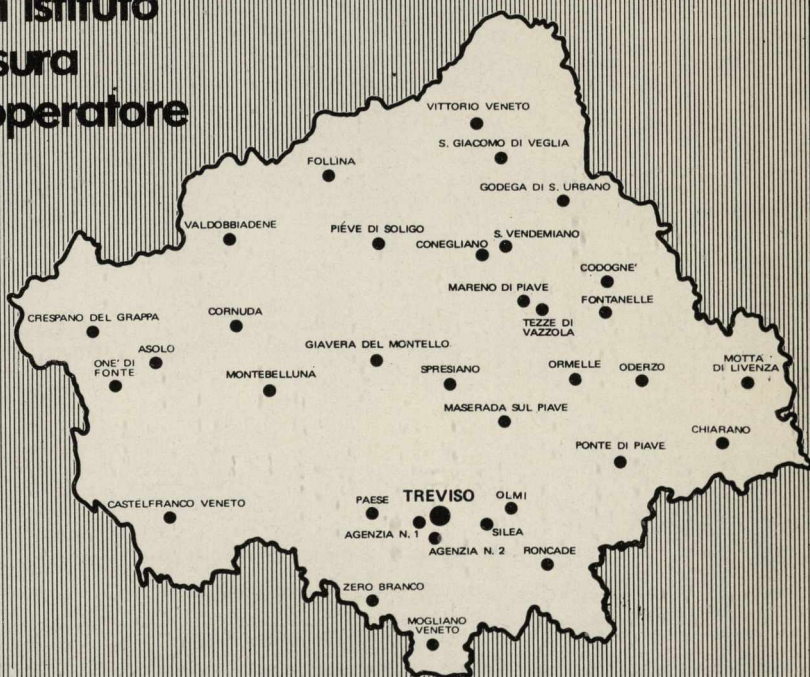 istituto
sura
operatore
VITTORIO VENETO
S. GIACOMO DI VEGLIA
FOLLINA
GODEGA DI S. URBANO
VALDOBBIADENE
PIÉVE DI SOLIGO
S. VENDEMIANO
CONEGLIANO
CODOGNE'
MARENO DI PIAVE
FONTANELLE
CRESPANO DEL GRAPPA
CORNUDA
TEZZE DI
VAZZOLA
GIAVERA DEL MONTELLO
ASOLO
ONE' DI
FONTE
MONTEBELLUNA
SPRESIANO
ORMELLE
ODERZO
MOTTA
DI LIVENZA
MASERADA SUL PIAVE
CHIARANO
PONTE DI PIAVE
CASTELFRANCO VENETO
PAESE
TREVISO
OLMI
AGENZIA N. 1
SILEA
AGENZIA N. 2
RONCADE
ZERO BRANCO
MOGLIANO
VENETO